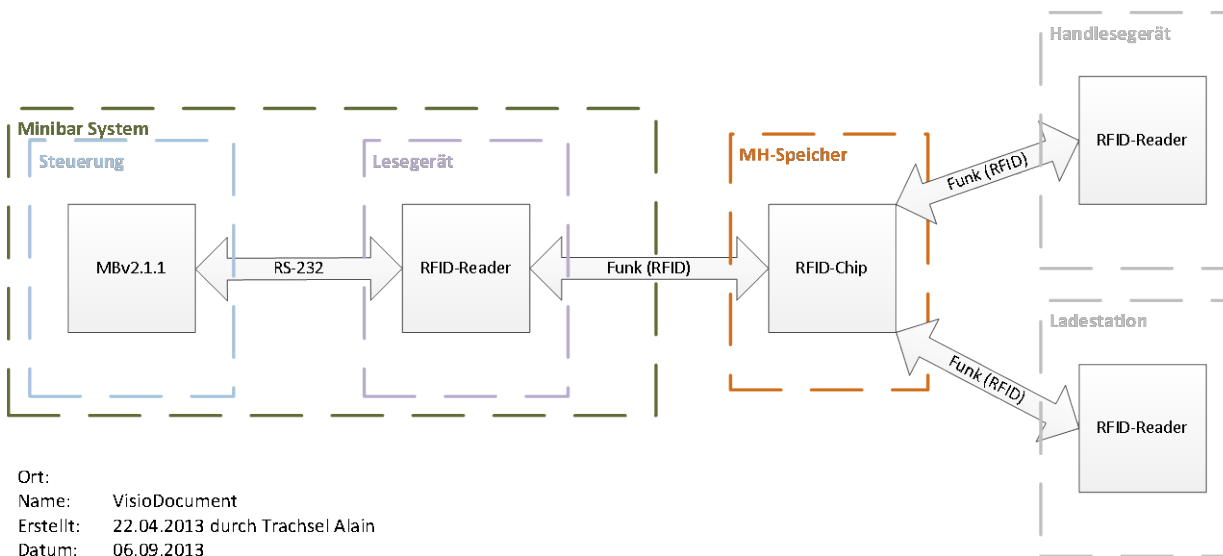 Handlesegerät
RFID-Reader
Minibar System
Steuerung
Lesegerät
MH-Speicher
Funk (RFID)
MBv2.1.1
RS-232
RFID-Reader
Funk (RFID)
RFID-Chip
Ladestation
Funk (RFID)
RFID-Reader
Ort:
Name: VisioDocument
Erstellt: 22.04.2013 durch Trachsel Alain
Datum: 06.09.2013